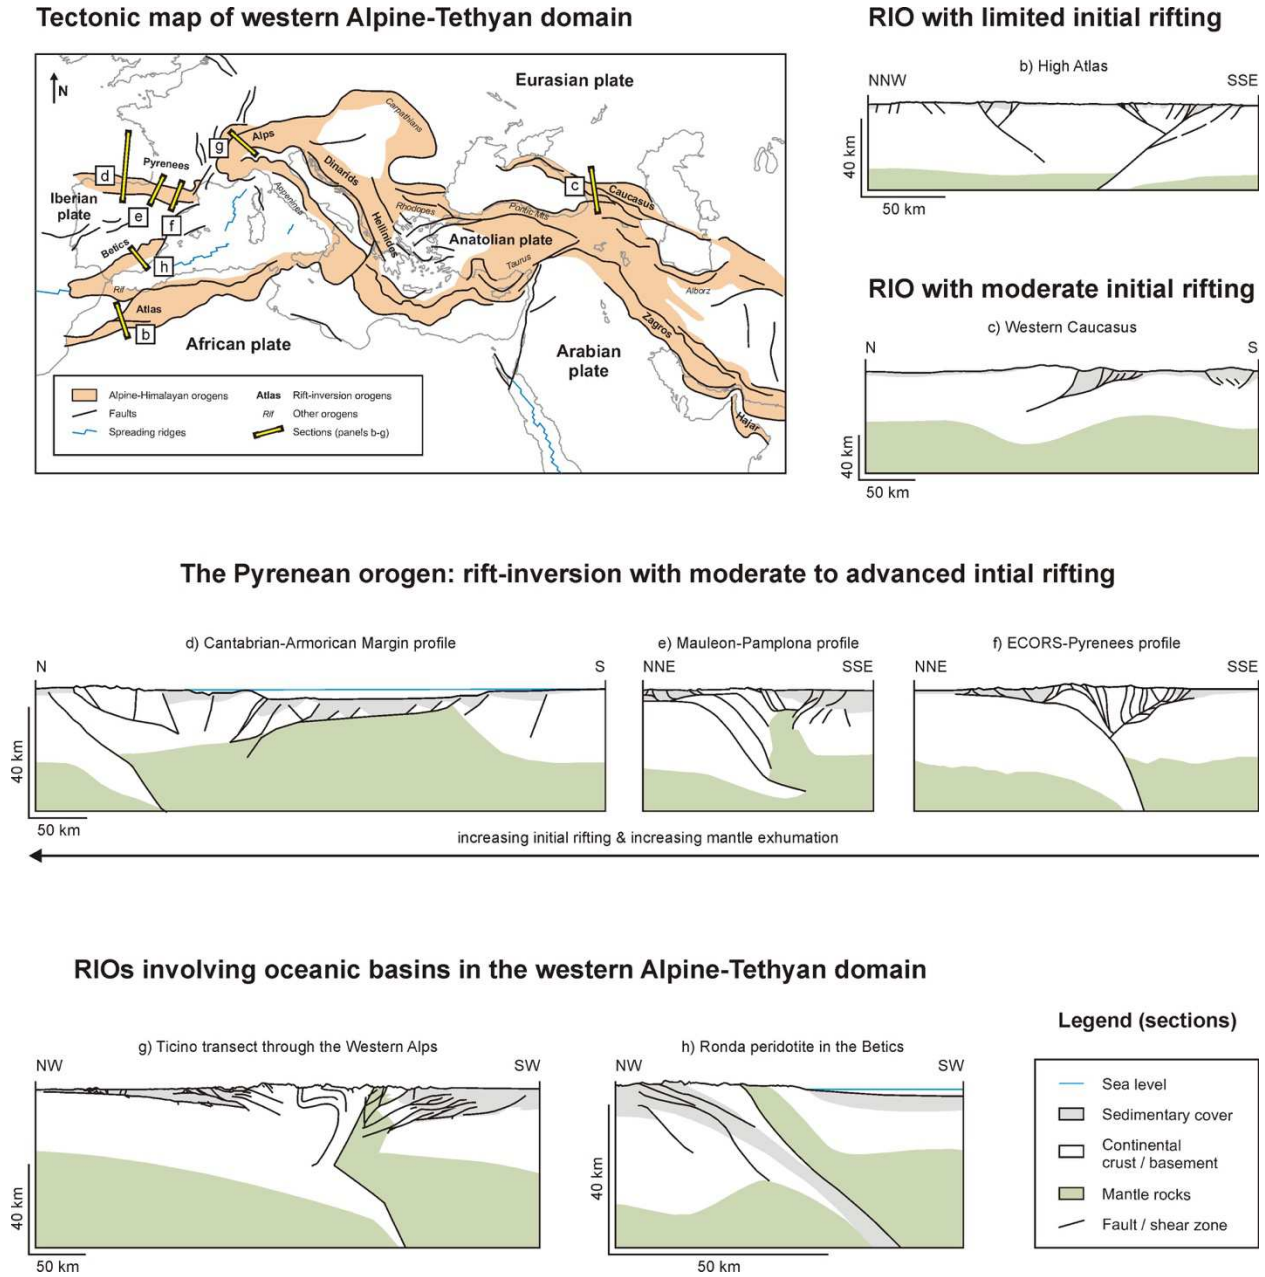 Tectonic map of western Alpine-Tethyan domain
N
Eurasian plate
Carpathians
Alps
g
Pyrenees
d
Dinarids
Iberian
plate
e
f
Appenines
c
Caucasus
Rhodopes
Pontic Mts
Hellinides
Anatolian plate
Betics
h
Taurus
Rif
Atlas
Alborz
b
African plate
Zagros
Arabian
plate
Hajar
Alpine-Himalayan orogens
Atlas Rift-inversion orogens
Faults
Rif Other orogens
Spreading ridges
Sections (panels b-g)
RIO with limited initial rifting
b) High Atlas
NNW SSE
40 km
50 km
RIO with moderate initial rifting
c) Western Caucasus
N S
40 km
50 km
The Pyrenean orogen: rift-inversion with moderate to advanced intial rifting
d) Cantabrian-Armorican Margin profile
N S
40 km
50 km
e) Mauleon-Pamplona profile
NNE SSE
f) ECORS-Pyrenees profile
NNE SSE
increasing initial rifting & increasing mantle exhumation
RIOs involving oceanic basins in the western Alpine-Tethyan domain
g) Ticino transect through the Western Alps
NW SW
40 km
50 km
h) Ronda peridotite in the Betics
NW SW
40 km
50 km
Legend (sections)
Sea level
Sedimentary cover
Continental
crust / basement
Mantle rocks
Fault / shear zone